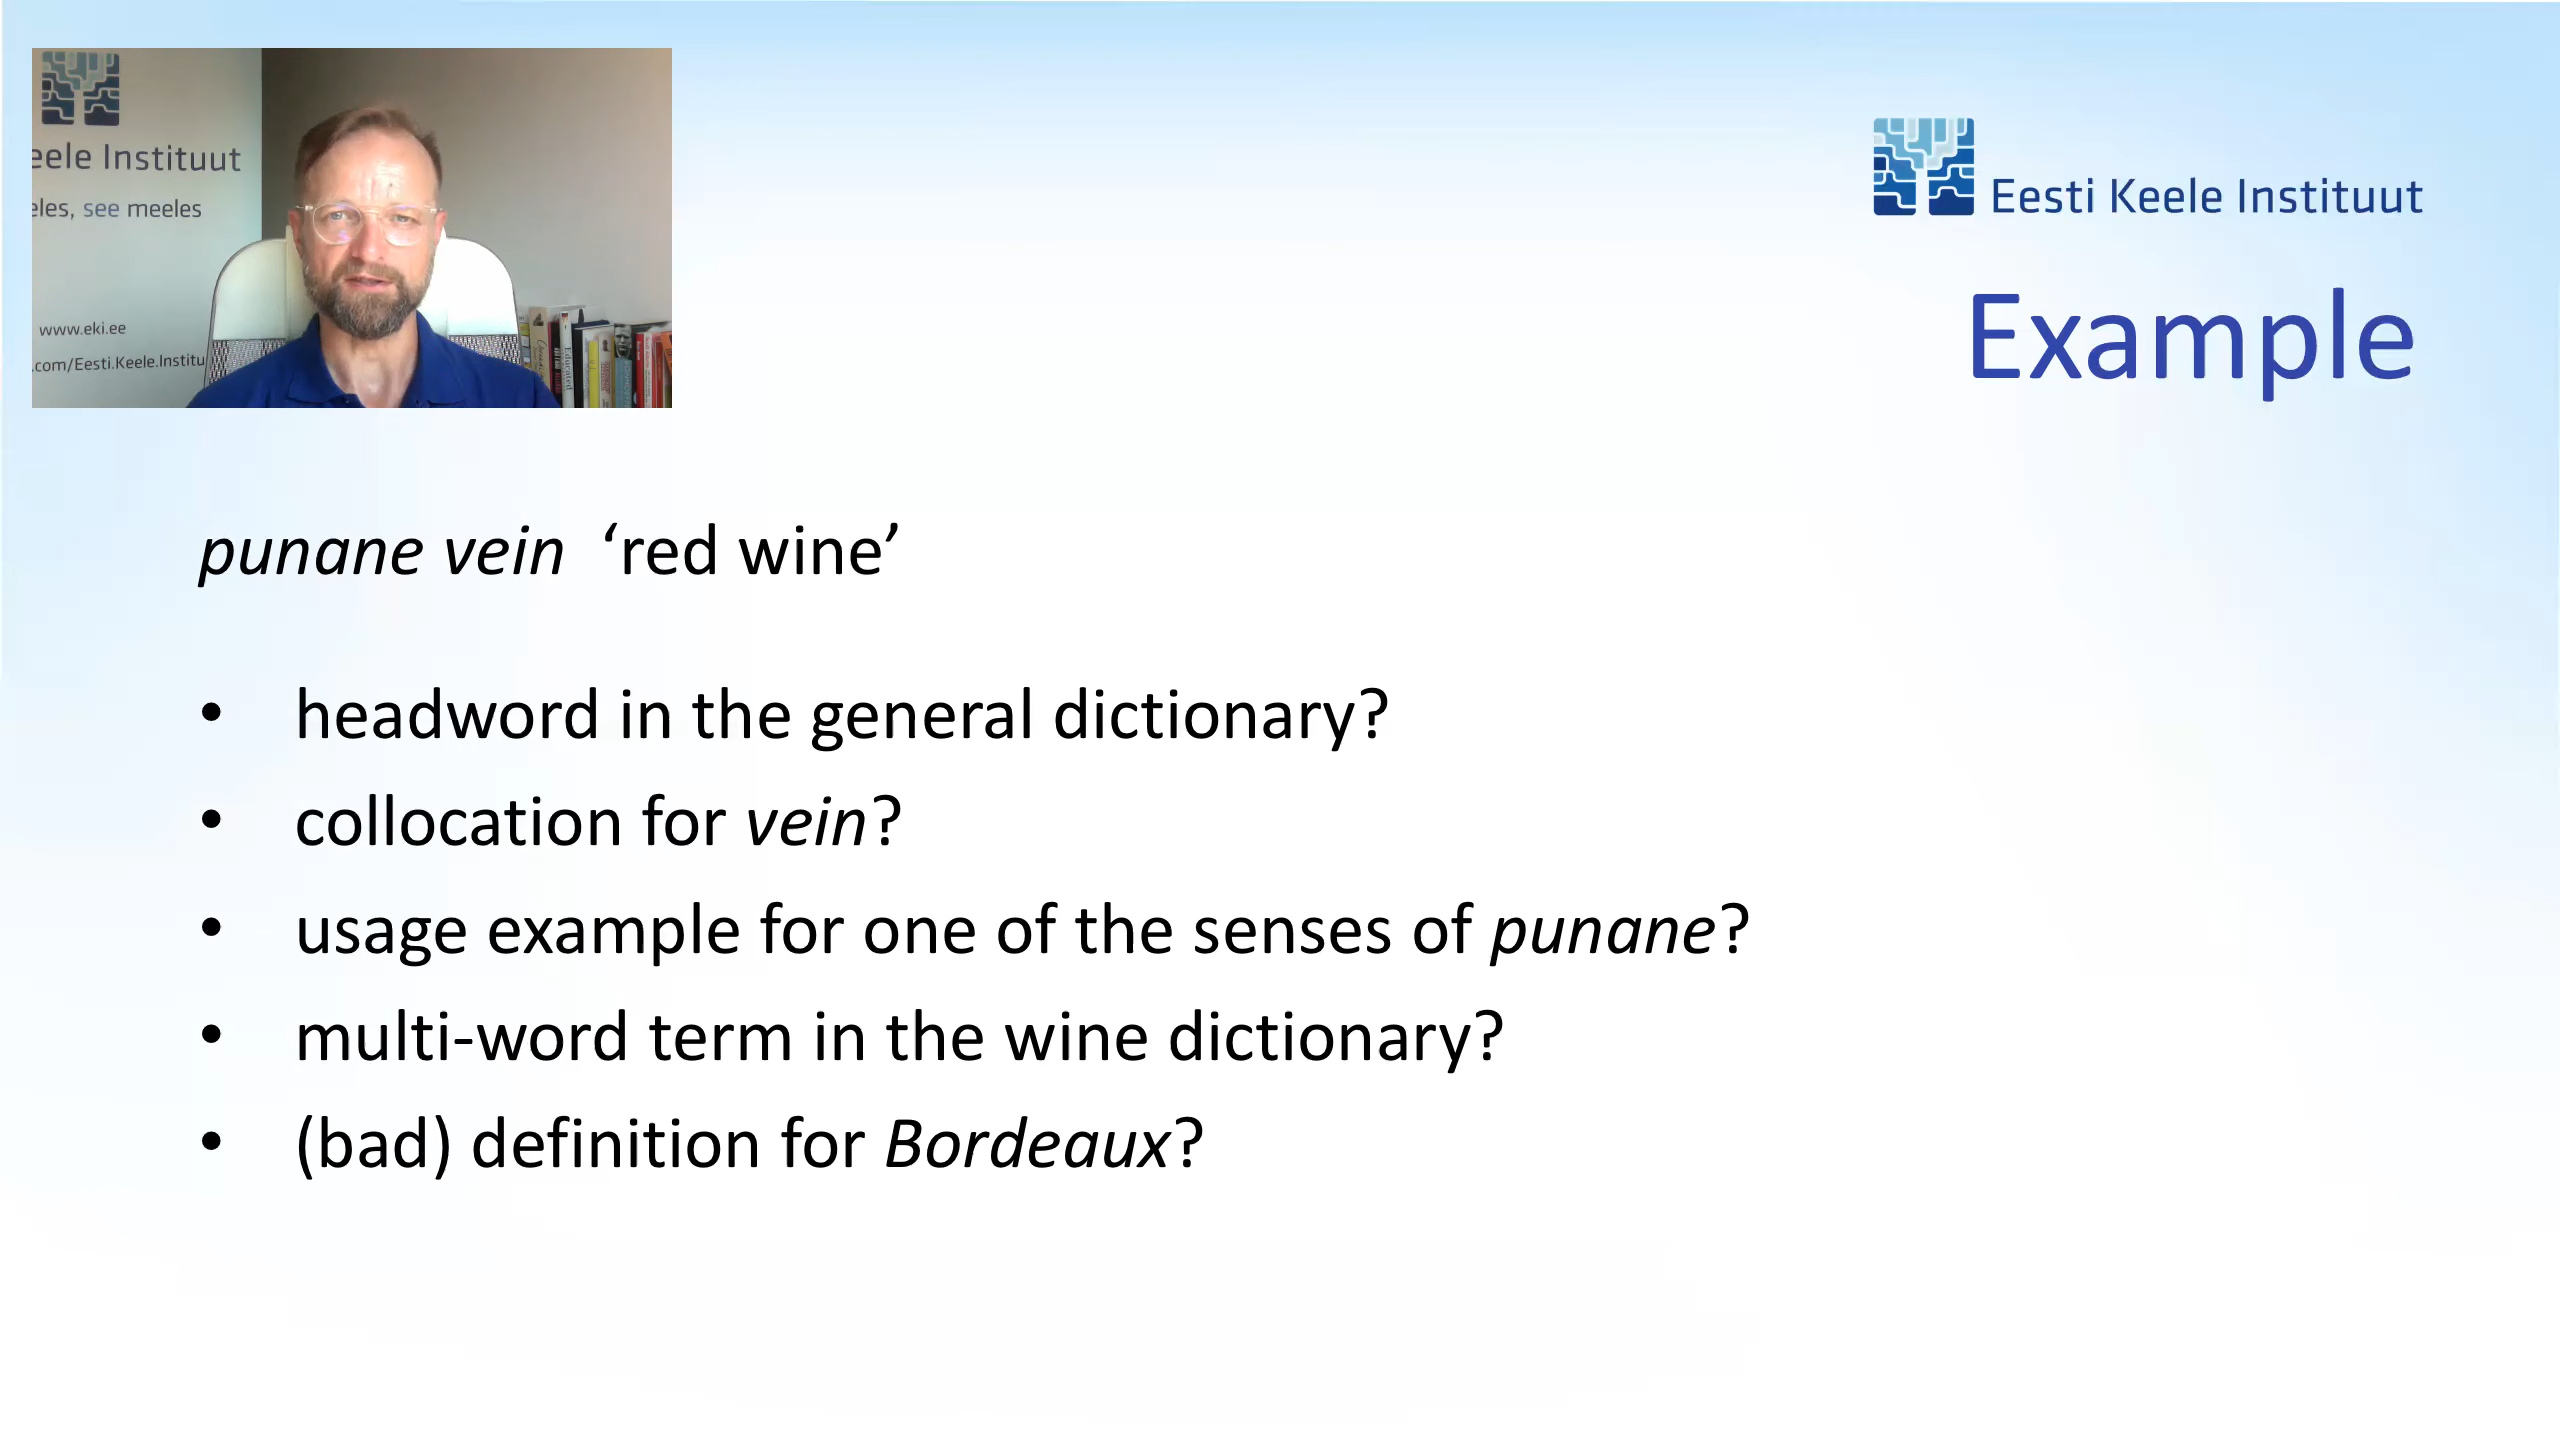 eele Instituut
eles, see meeles
www.eki.ee
.com/Eesti.Keele.Institu
Eesti Keele Instituut
Example
punane vein ‘red wine’
• headword in the general dictionary?
• collocation for vein?
• usage example for one of the senses of punane?
• multi-word term in the wine dictionary?
• (bad) definition for Bordeaux?